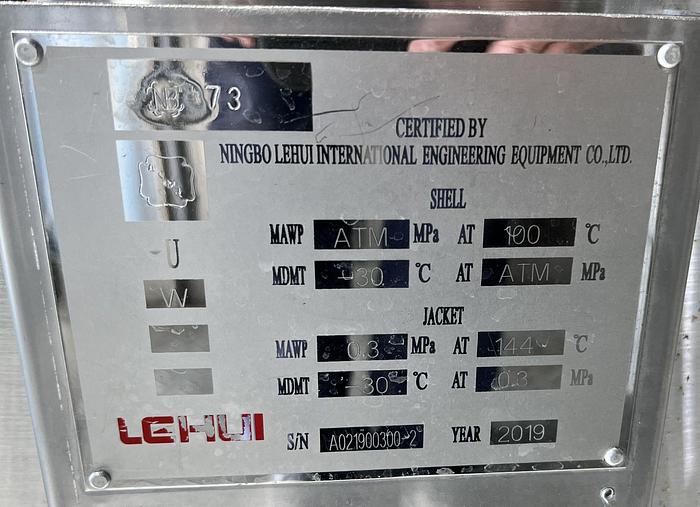 NB 73
CERTIFIED BY
NINGBO LEHUI INTERNATIONAL ENGINEERING EQUIPMENT CO.,LTD.
SHELL
U
MAWP ATM MPa AT 100 °C
W
MDMT -30 °C AT ATM MPa
JACKET
MAWP 0.3 MPa AT 144 °C
MDMT -30 °C AT 0.3 MPa
LEHUI
S/N A021900300-2 YEAR 2019